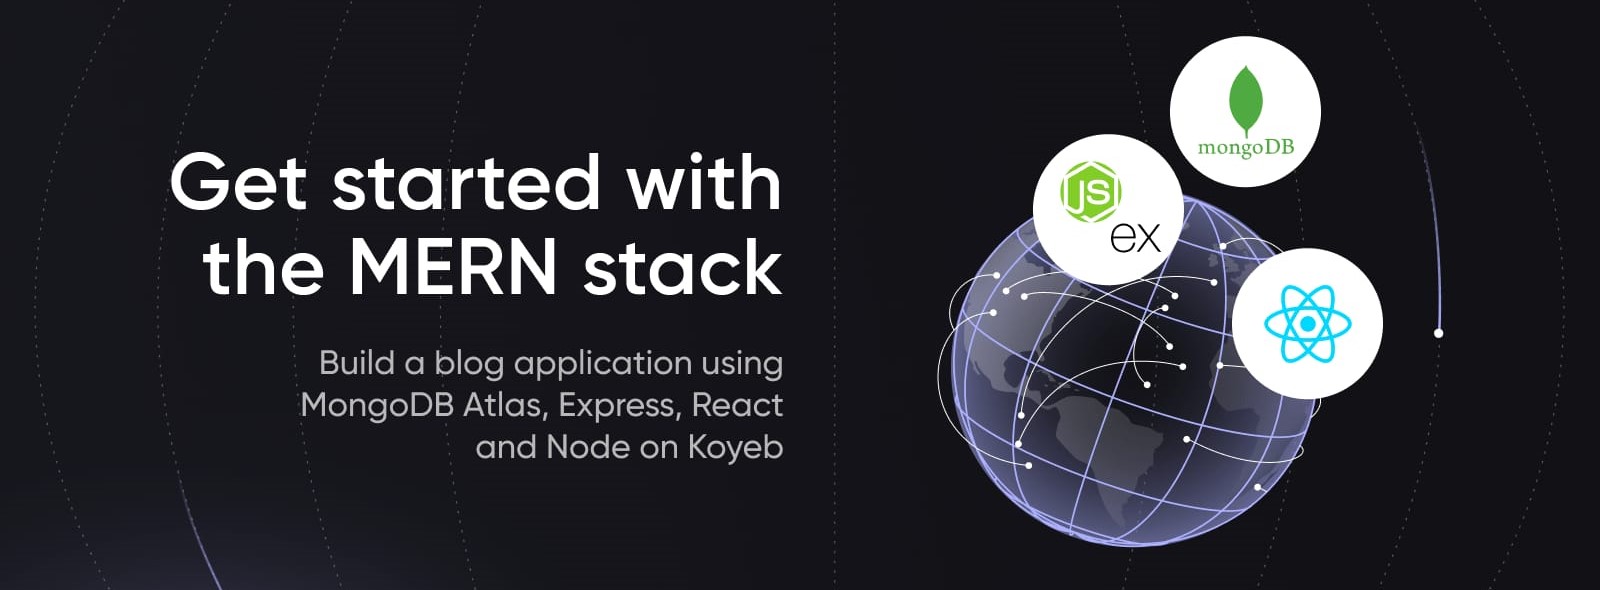 Get started with
the MERN stack
Build a blog application using
MongoDB Atlas, Express, React
and Node on Koyeb
mongoDB
JS
ex